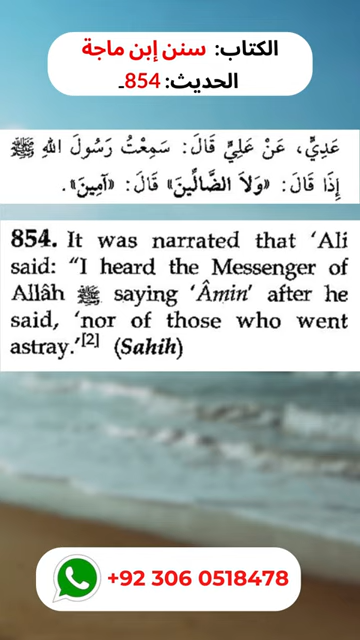 الكتاب: سنن إبن ماجة
الحديث: 854۔
عَدِيٍّ، عَنْ عَلِيٍّ قَالَ: سَمِعْتُ رَسُولَ اللهِ ﷺ
إِذَا قَالَ: «وَلاَ الضَّالِّينَ» قَالَ: «آمِينَ».
854. It was narrated that ‘Ali
said: “I heard the Messenger of
Allâh ﷺ saying ‘Âmin’ after he
said, ‘nor of those who went
astray.’[2] (Sahih)
+92 306 0518478